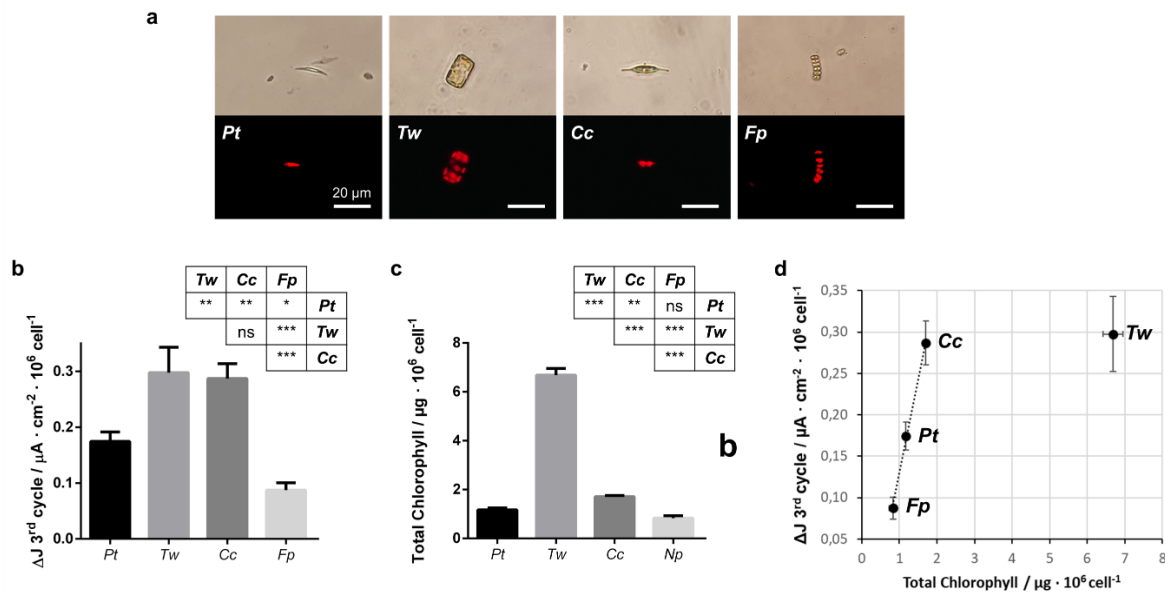 a
Pt
Tw
Cc
Fp
20 µm
b
Tw Cc Fp
** ** * Pt
ns *** Tw
*** Cc
ΔJ 3rd cycle / µA · cm-2 · 106 cell-1
0.3
0.2
0.1
0.0
Pt Tw Cc Fp
c
Tw Cc Fp
*** ** ns Pt
*** *** Tw
*** Cc
Total Chlorophyll / µg · 106 cell-1
8
6
4
2
0
Pt Tw Cc Np
b
d
ΔJ 3rd cycle / µA · cm-2 · 106 cell-1
0,35
0,30
0,25
0,20
0,15
0,10
0,05
Cc
Tw
Pt
Fp
0 1 2 3 4 5 6 7 8
Total Chlorophyll / µg · 106 cell-1